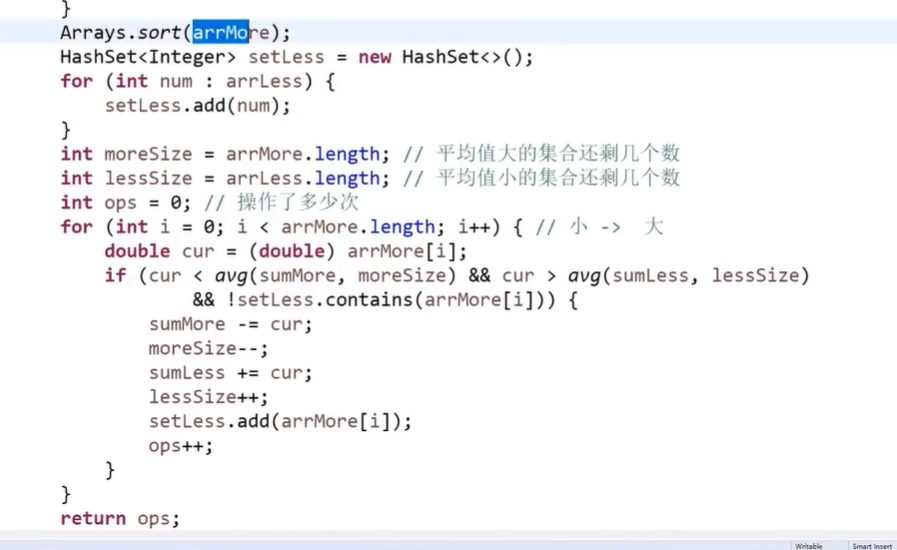 }
Arrays.sort(arrMore);
HashSet<Integer> setLess = new HashSet<>();
for (int num : arrLess) {
setLess.add(num);
}
int moreSize = arrMore.length; // 平均值大的集合还剩几个数
int lessSize = arrLess.length; // 平均值小的集合还剩几个数
int ops = 0; // 操作了多少次
for (int i = 0; i < arrMore.length; i++) { // 小 -> 大
double cur = (double) arrMore[i];
if (cur < avg(sumMore, moreSize) && cur > avg(sumLess, lessSize)
&& !setLess.contains(arrMore[i])) {
sumMore -= cur;
moreSize--;
sumLess += cur;
lessSize++;
setLess.add(arrMore[i]);
ops++;
}
}
return ops;
Writable Smart Insert